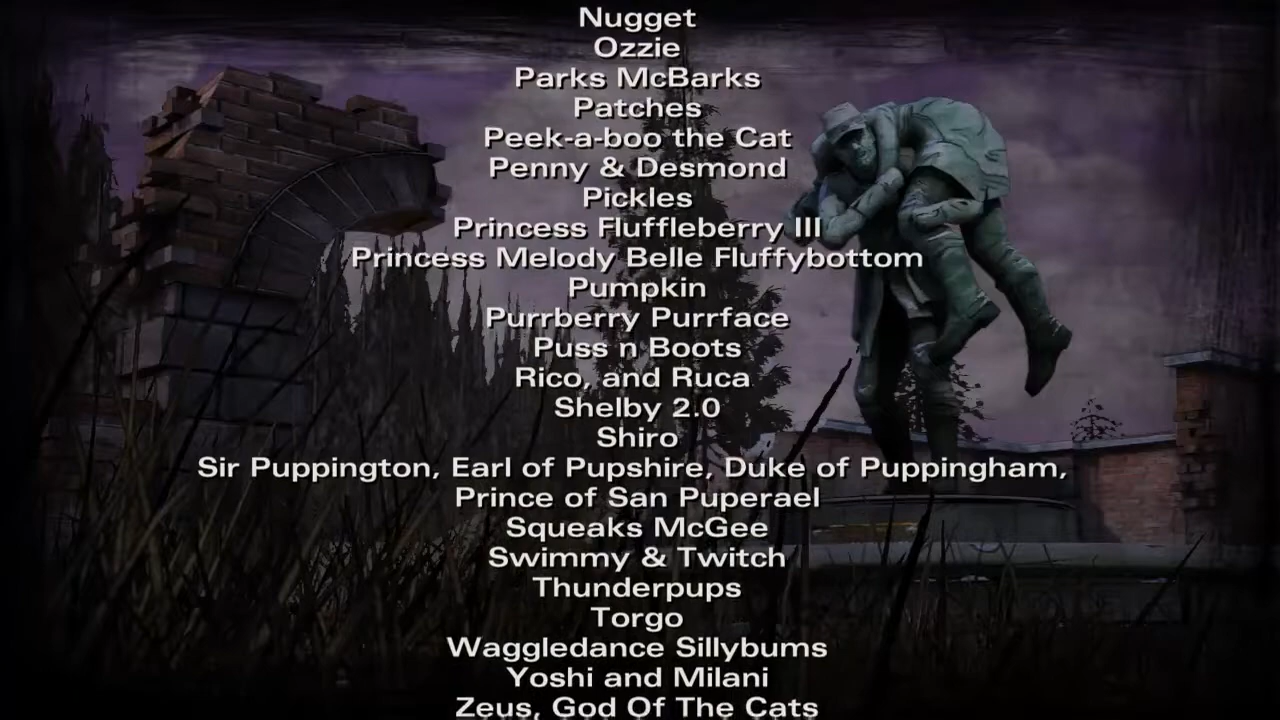 Nugget
Ozzie
Parks McBarks
Patches
Peek-a-boo the Cat
Penny & Desmond
Pickles
Princess Fluffleberry III
Princess Melody Belle Fluffybottom
Pumpkin
Purrberry Purrface
Puss n Boots
Rico, and Ruca
Shelby 2.0
Shiro
Sir Puppington, Earl of Pupshire, Duke of Puppingham,
Prince of San Puperael
Squeaks McGee
Swimmy & Twitch
Thunderpups
Torgo
Waggledance Sillybums
Yoshi and Milani
Zeus, God Of The Cats